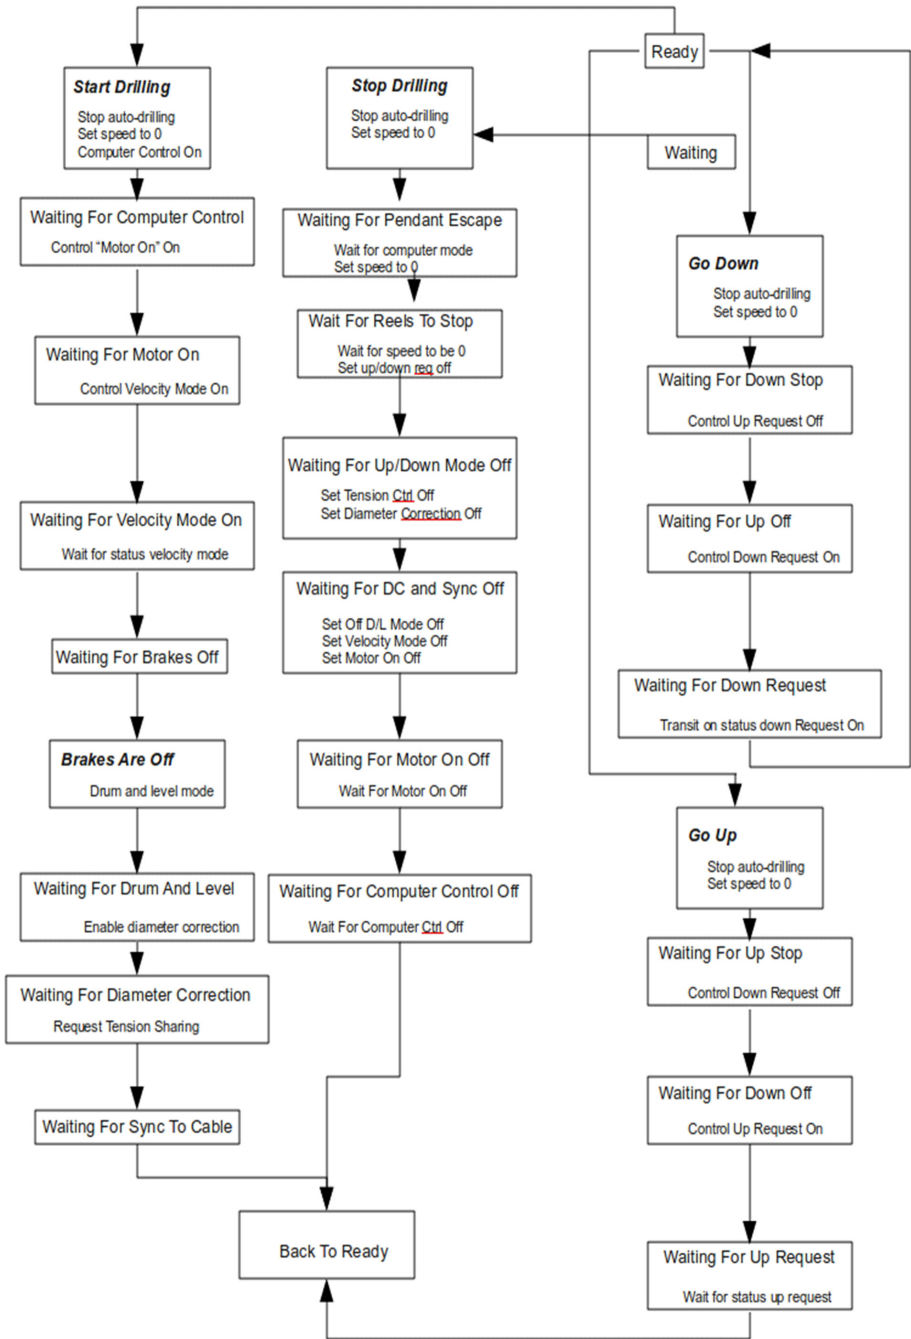 Ready
Start Drilling
Stop auto-drilling
Set speed to 0
Computer Control On
Waiting For Computer Control
Control “Motor On” On
Waiting For Motor On
Control Velocity Mode On
Waiting For Velocity Mode On
Wait for status velocity mode
Waiting For Brakes Off
Brakes Are Off
Drum and level mode
Waiting For Drum And Level
Enable diameter correction
Waiting For Diameter Correction
Request Tension Sharing
Waiting For Sync To Cable
Stop Drilling
Stop auto-drilling
Set speed to 0
Waiting
Waiting For Pendant Escape
Wait for computer mode
Set speed to 0
Wait For Reels To Stop
Wait for speed to be 0
Set up/down req off
Waiting For Up/Down Mode Off
Set Tension Ctrl Off
Set Diameter Correction Off
Waiting For DC and Sync Off
Set Off D/L Mode Off
Set Velocity Mode Off
Set Motor On Off
Waiting For Motor On Off
Wait For Motor On Off
Waiting For Computer Control Off
Wait For Computer Ctrl Off
Back To Ready
Go Down
Stop auto-drilling
Set speed to 0
Waiting For Down Stop
Control Up Request Off
Waiting For Up Off
Control Down Request On
Waiting For Down Request
Transit on status down Request On
Go Up
Stop auto-drilling
Set speed to 0
Waiting For Up Stop
Control Down Request Off
Waiting For Down Off
Control Up Request On
Waiting For Up Request
Wait for status up request